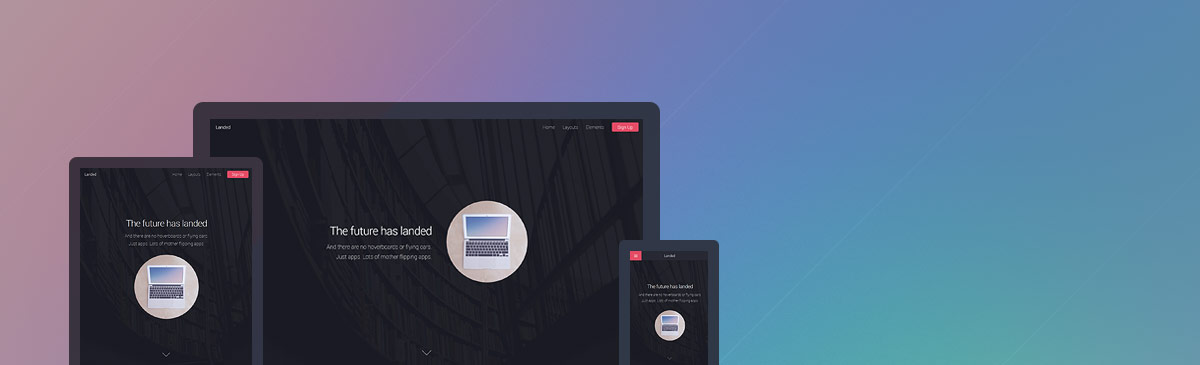 Landed
Home Layouts Elements Sign Up
The future has landed
And there are no hoverboards or flying cars.
Just apps. Lots of mother flipping apps.
Landed
Home Layouts Elements Sign Up
The future has landed
And there are no hoverboards or flying cars.
Just apps. Lots of mother flipping apps.
Landed
The future has landed
And there are no hoverboards or flying cars.
Just apps. Lots of mother flipping apps.